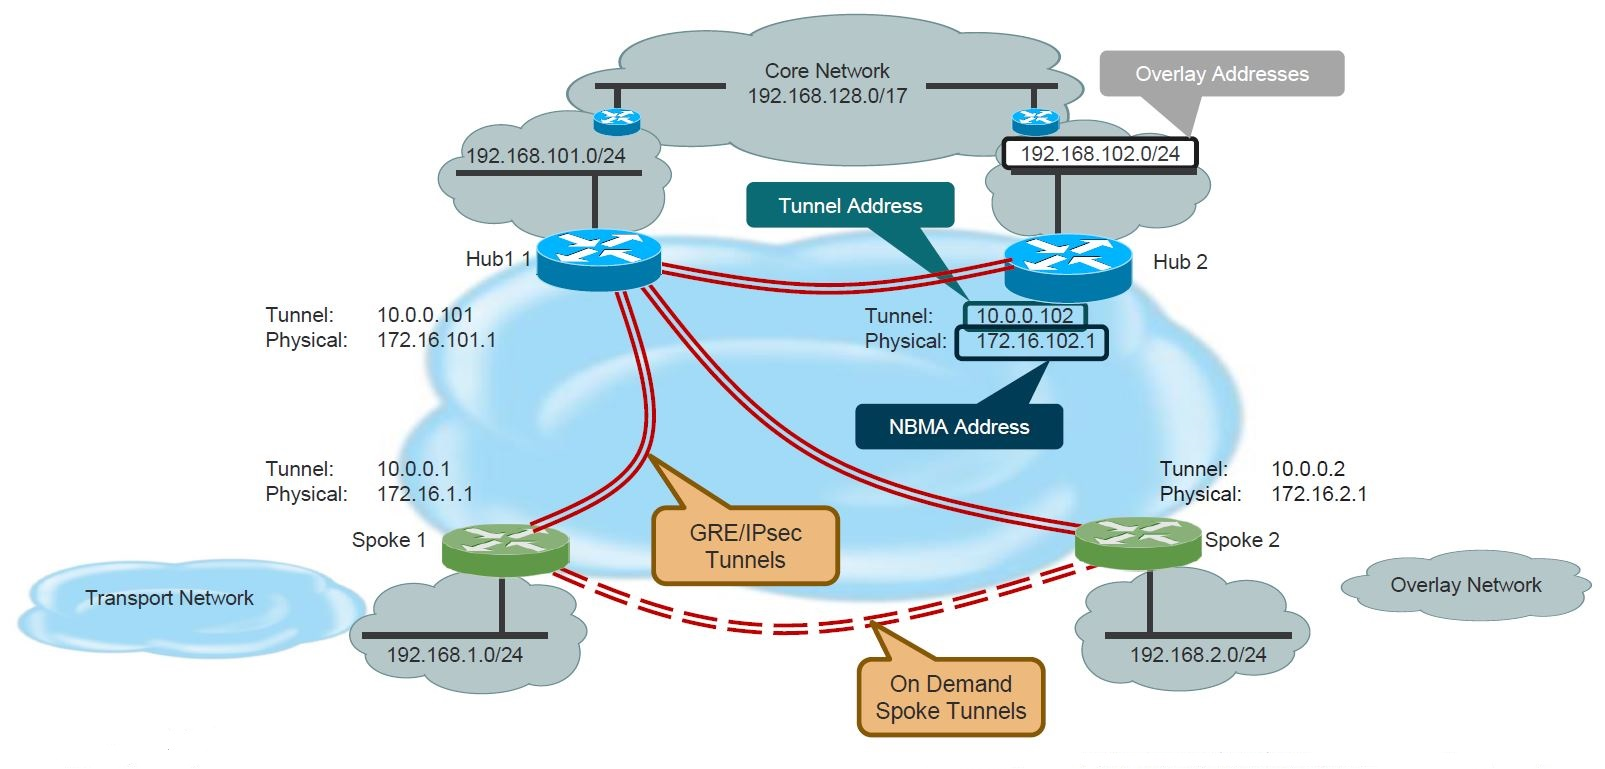 Core Network
192.168.128.0/17
Overlay Addresses
192.168.101.0/24
192.168.102.0/24
Tunnel Address
Hub1 1
Hub 2
Tunnel: 10.0.0.101
Physical: 172.16.101.1
Tunnel: 10.0.0.102
Physical: 172.16.102.1
NBMA Address
Tunnel: 10.0.0.1
Physical: 172.16.1.1
Tunnel: 10.0.0.2
Physical: 172.16.2.1
GRE/IPsec
Tunnels
Spoke 1
Spoke 2
Transport Network
Overlay Network
192.168.1.0/24
192.168.2.0/24
On Demand
Spoke Tunnels